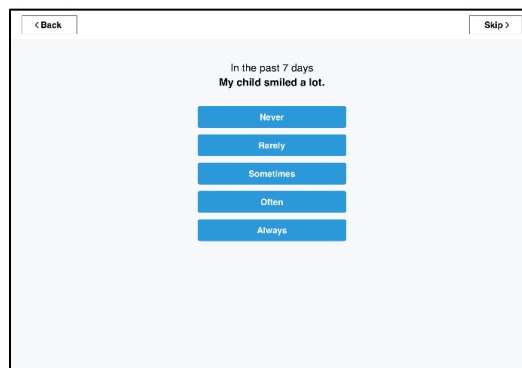 < Back
Skip >
In the past 7 days
My child smiled a lot.
Never
Rarely
Sometimes
Often
Always